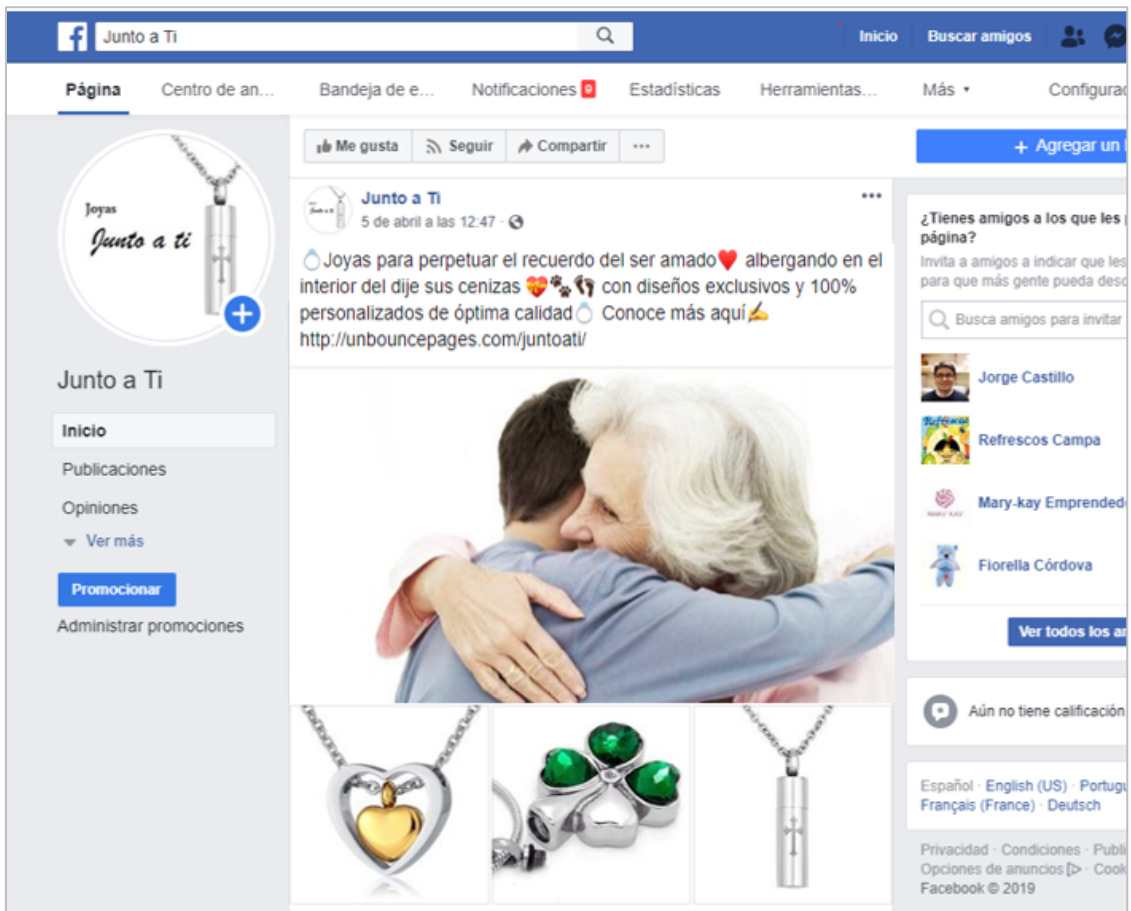 Junto a Ti
Inicio
Buscar amigos
Página
Centro de an...
Bandeja de e...
Notificaciones 9
Estadísticas
Herramientas...
Más
Configurac
Joyas
Junto a ti
Junto a Ti
Inicio
Publicaciones
Opiniones
Ver más
Promocionar
Administrar promociones
Me gusta
Seguir
Compartir
...
+ Agregar un
Junto a Ti
5 de abril a las 12:47 ·
💍Joyas para perpetuar el recuerdo del ser amado❤️ albergando en el
interior del dije sus cenizas 💝🐾👣 con diseños exclusivos y 100%
personalizados de óptima calidad💍 Conoce más aquí✍️
http://unbouncepages.com/juntoati/
¿Tienes amigos a los que les
página?
Invita a amigos a indicar que les
para que más gente pueda desc
Busca amigos para invitar
Jorge Castillo
Refrescos Campa
Mary-kay Emprended
Fiorella Córdova
Ver todos los a
Aún no tiene calificación
Español · English (US) · Portugu
Français (France) · Deutsch
Privacidad · Condiciones · Publi
Opciones de anuncios · Cook
Facebook © 2019